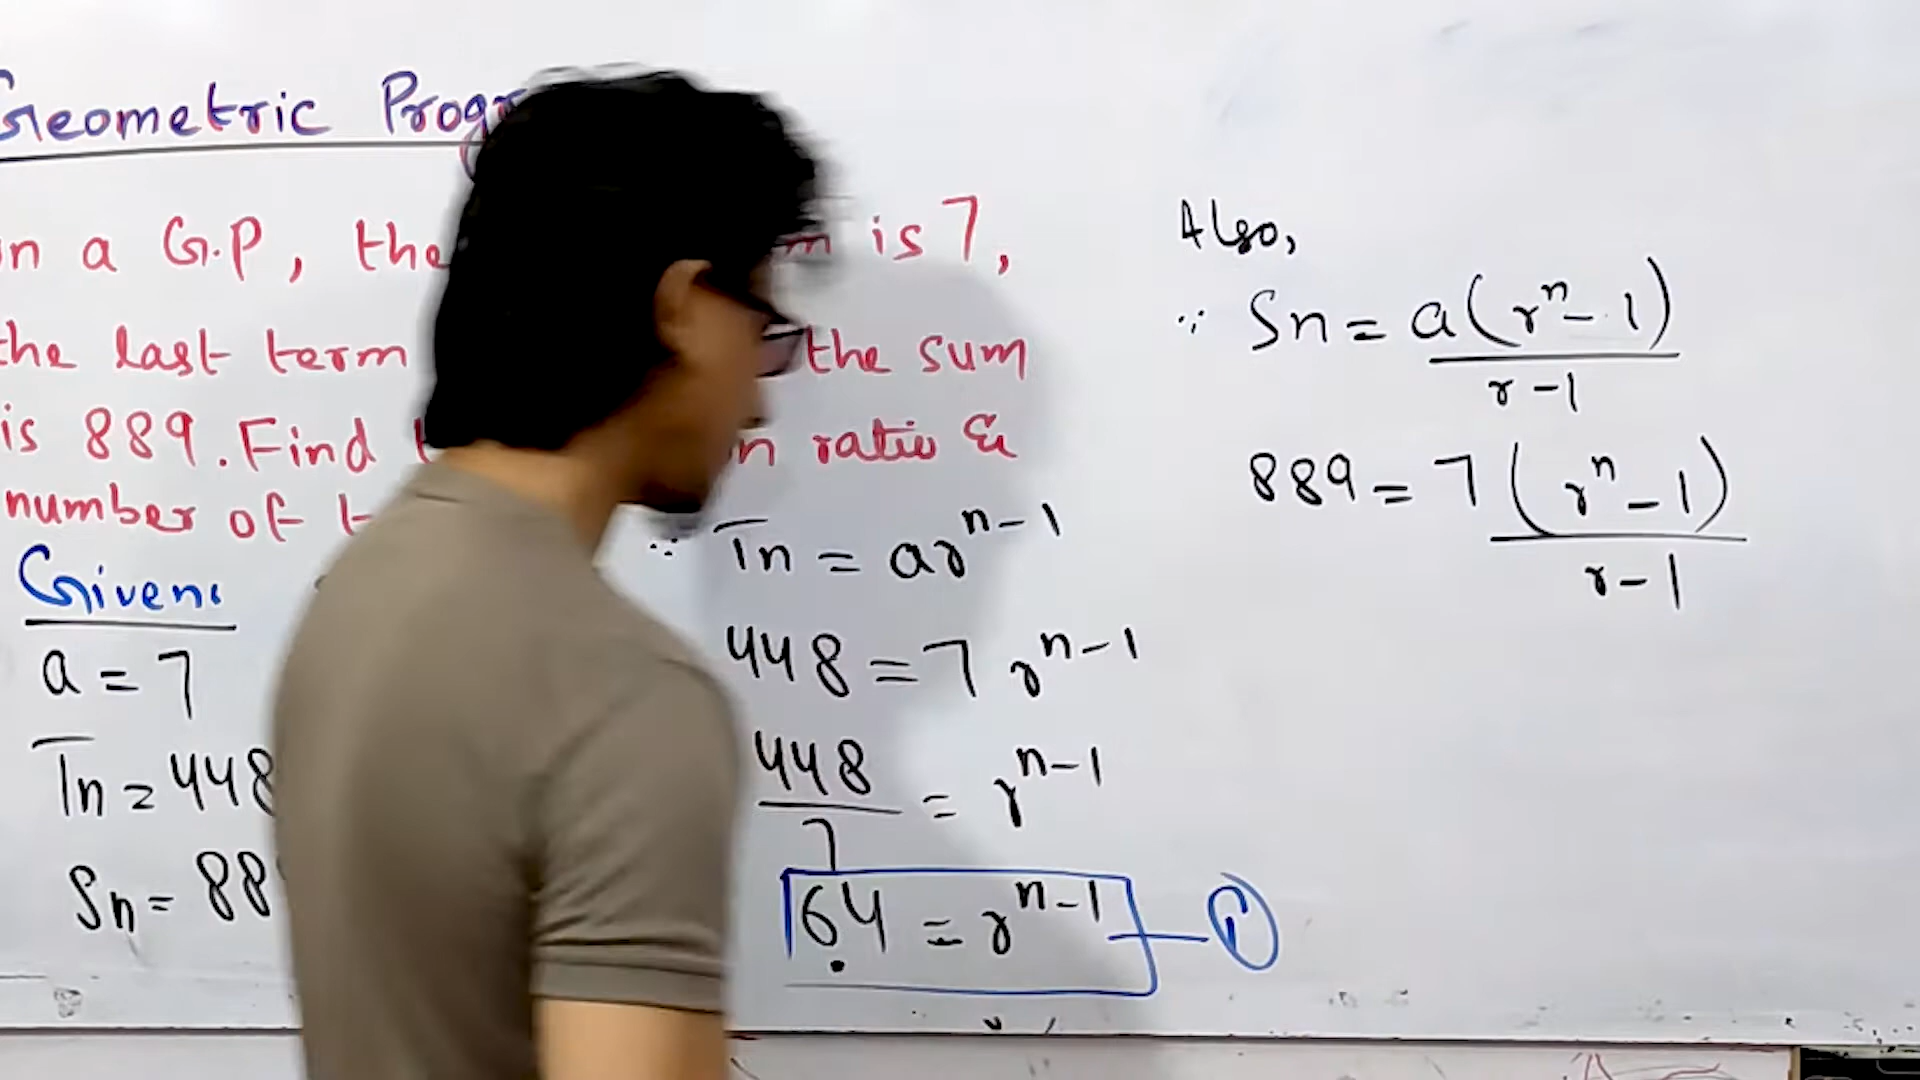 Geometric Progr
in a G.P, the m is 7,
the last term the sum
is 889. Find n ratio &
number of t
Given:
a = 7
Tn = 448
Sn = 88
∵ Tn = ar^{n-1}
448 = 7 r^{n-1}
448/7 = r^{n-1}
64 = r^{n-1} — ①
Also,
∵ Sn = a(r^n - 1)/r-1
889 = 7(r^n - 1)/r-1